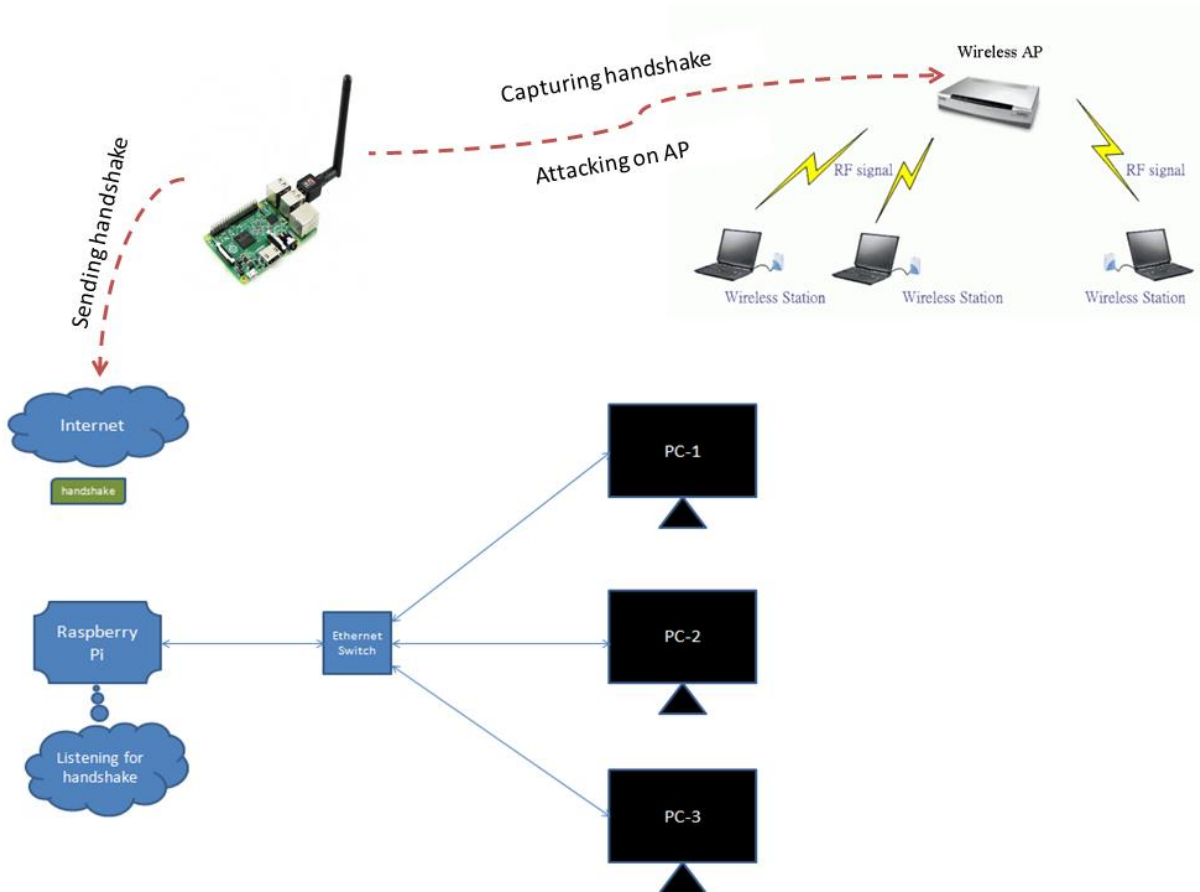 Wireless AP
Capturing handshake
Attacking on AP
Sending handshake
RF signal
RF signal
Wireless Station
Wireless Station
Wireless Station
Internet
handshake
PC-1
Raspberry
Pi
Ethernet
Switch
PC-2
Listening for
handshake
PC-3